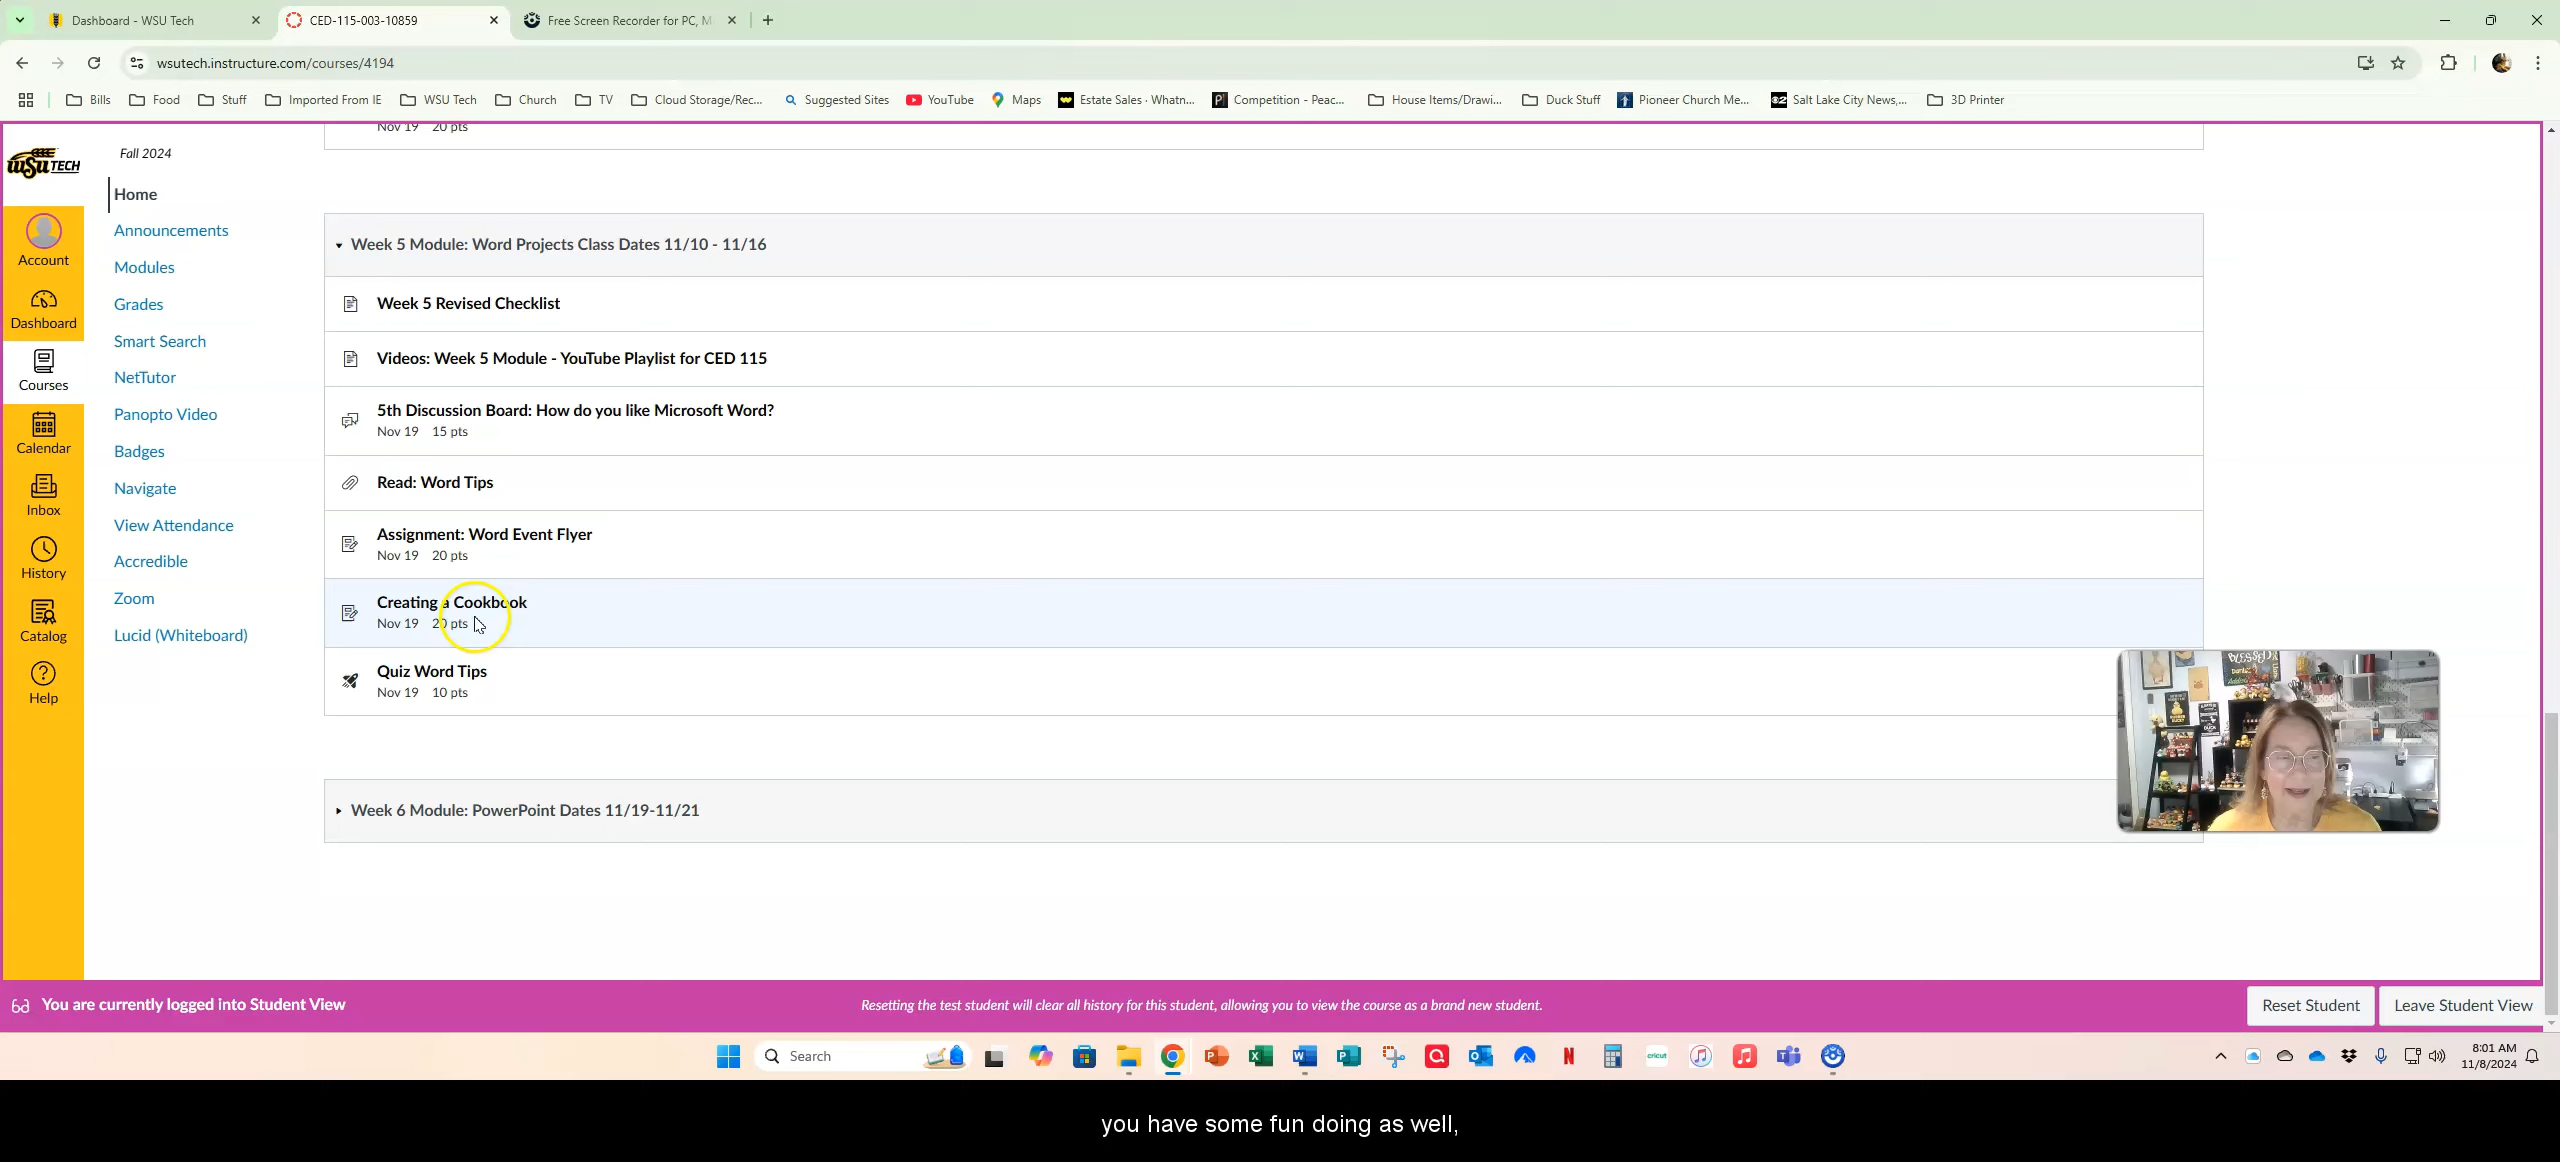 Dashboard - WSU Tech
CED-115-003-10859
Free Screen Recorder for PC, M
wsutech.instructure.com/courses/4194
Bills
Food
Stuff
Imported From IE
WSU Tech
Church
TV
Cloud Storage/Rec...
Suggested Sites
YouTube
Maps
Estate Sales · Whatn...
Competition - Peac...
House Items/Drawi...
Duck Stuff
Pioneer Church Me...
Salt Lake City News,...
3D Printer
WSU TECH
Account
Dashboard
Courses
Calendar
Inbox
History
Catalog
Help
Fall 2024
Home
Announcements
Modules
Grades
Smart Search
NetTutor
Panopto Video
Badges
Navigate
View Attendance
Accredible
Zoom
Lucid (Whiteboard)
Nov 19 20 pts
Week 5 Module: Word Projects Class Dates 11/10 - 11/16
Week 5 Revised Checklist
Videos: Week 5 Module - YouTube Playlist for CED 115
5th Discussion Board: How do you like Microsoft Word?
Nov 19 15 pts
Read: Word Tips
Assignment: Word Event Flyer
Nov 19 20 pts
Creating a Cookbook
Nov 19 20 pts
Quiz Word Tips
Nov 19 10 pts
Week 6 Module: PowerPoint Dates 11/19-11/21
BLESSED
You are currently logged into Student View
Resetting the test student will clear all history for this student, allowing you to view the course as a brand new student.
Reset Student
Leave Student View
Search
cricut
8:01 AM
11/8/2024
you have some fun doing as well,